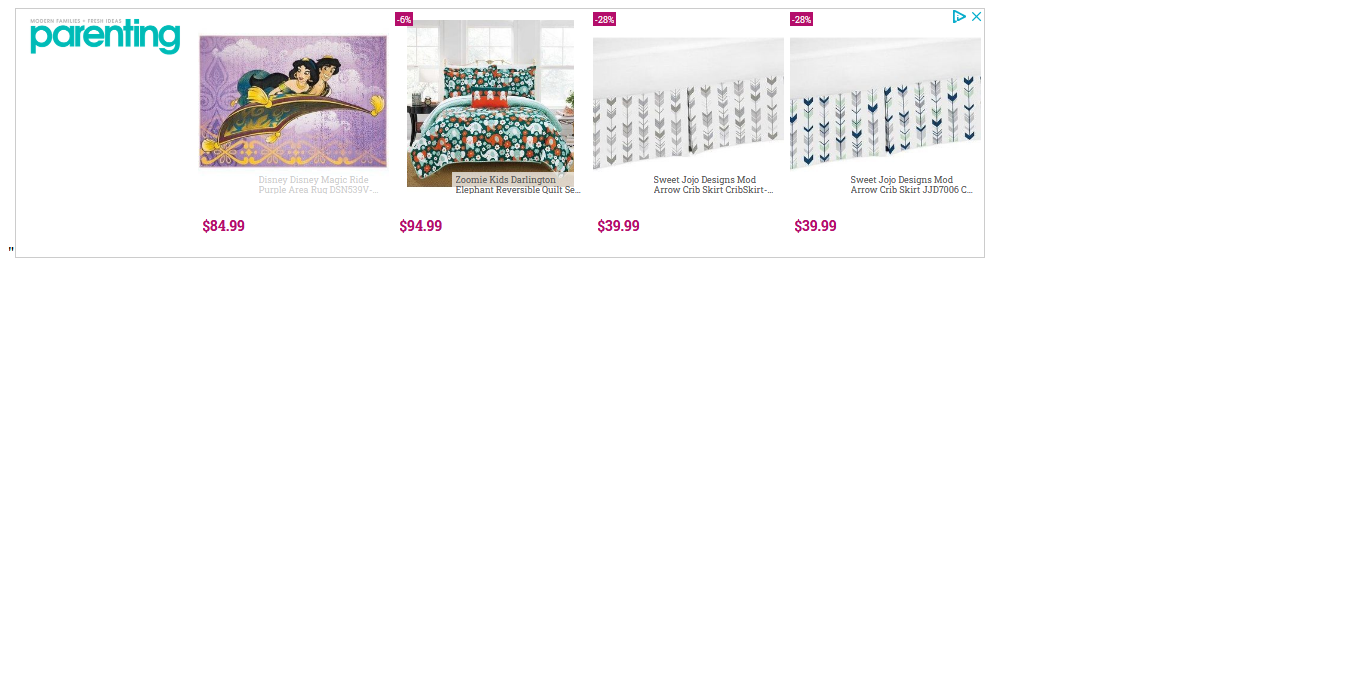 MODERN FAMILIES • FRESH IDEAS
parenting
-6%
-28%
-28%
Disney Disney Magic Ride
Purple Area Rug DSN539V-...
Zoomie Kids Darlington
Elephant Reversible Quilt Se...
Sweet Jojo Designs Mod
Arrow Crib Skirt CribSkirt-...
Sweet Jojo Designs Mod
Arrow Crib Skirt JJD7006 C...
$84.99
$94.99
$39.99
$39.99
"